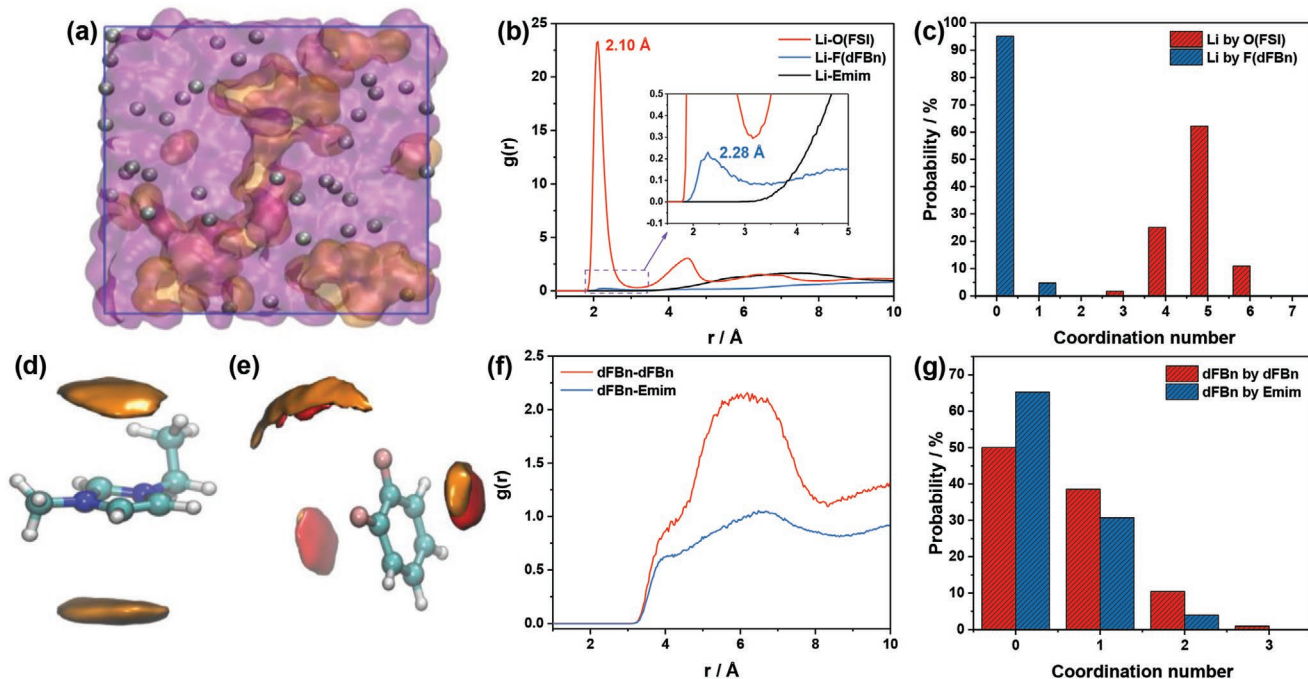 (a)
(b)
25
20
15
10
5
0
g(r)
2.10
Li-O(FSI)
Li-F(dFBn)
Li-Emim
0.5
0.4
0.3
0.2
0.1
0.0
-0.1
2.28 Å
2 3 4 5
2 4 6 8 10
r / Å
(c)
100
90
80
70
60
50
40
30
20
10
0
Probability / %
Li by O(FSI)
Li by F(dFBn)
0 1 2 3 4 5 6 7
Coordination number
(d)
(e)
(f)
2.5
2.0
1.5
1.0
0.5
0.0
g(r)
dFBn-dFBn
dFBn-Emim
2 4 6 8 10
r / Å
(g)
70
60
50
40
30
20
10
0
Probability / %
dFBn by dFBn
dFBn by Emim
0 1 2 3
Coordination number